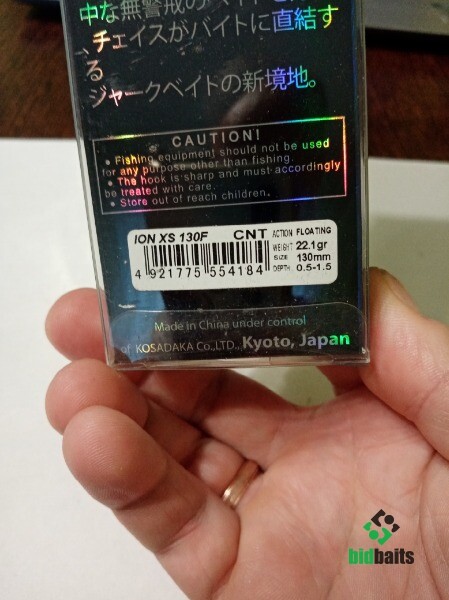 中な無警戒のバイト
チェイスがバイトに直結す
る
→
ジャークベイトの新境地。
CAUTION!
• Fishing equipment should not be used
for any purpose other than fishing.
• The hook is sharp and must accordingly
be treated with care.
• Store out of reach children.
ION XS 130F CNT
4 921775 554184
ACTION FLOATING
WEIGHT 22.1gr
SIZE 130mm
DEPTH 0.5-1.5
Made in China under control
of KOSADAKA Co.,LTD., Kyoto, Japan
bidbaits